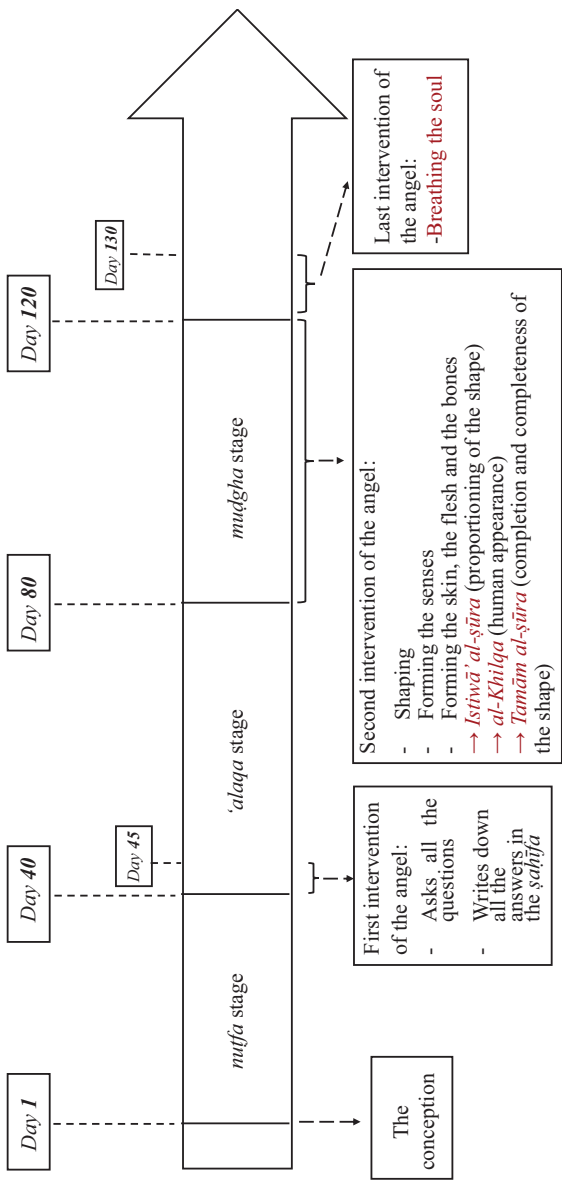 Day 1
Day 40
Day 45
Day 80
Day 120
Day 130
nuṭfa stage
ʿalaqa stage
muḍgha stage
The
conception
First intervention
of the angel:
- Asks all the
questions
- Writes down
all the
answers in
the ṣaḥīfa
Second intervention of the angel:
- Shaping
- Forming the senses
- Forming the skin, the flesh and the bones
→ Istiwāʾ al-ṣūra (proportioning of the shape)
→ al-Khilqa (human appearance)
→ Tamām al-ṣūra (completion and completeness of
the shape)
Last intervention of
the angel:
-Breathing the soul